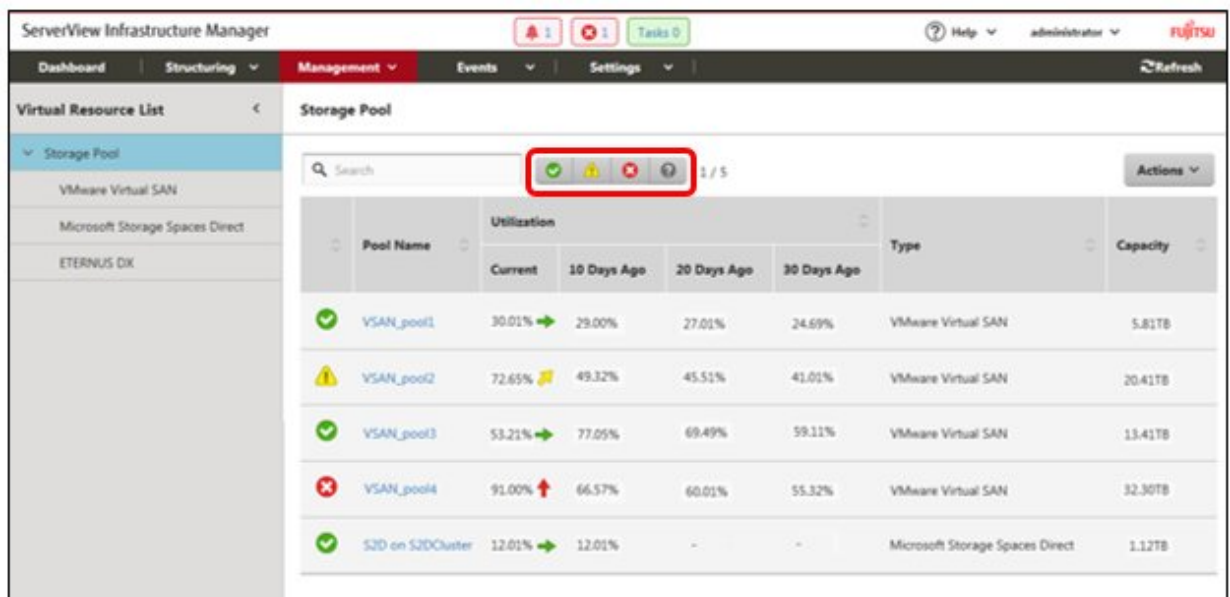 ServerView Infrastructure Manager 1 1 Tasks 0 Help administrator FUJITSU
Dashboard Structuring Management Events Settings Refresh
Virtual Resource List
Storage Pool
VMware Virtual SAN
Microsoft Storage Spaces Direct
ETERNUS DX
Storage Pool
Search 1 / 5 Actions
Pool Name Utilization Type Capacity
Current 10 Days Ago 20 Days Ago 30 Days Ago
VSAN_pool1 30.01% 29.00% 27.01% 24.69% VMware Virtual SAN 5.81TB
VSAN_pool2 72.65% 49.32% 45.51% 41.01% VMware Virtual SAN 20.41TB
VSAN_pool3 53.21% 77.05% 69.49% 59.11% VMware Virtual SAN 13.41TB
VSAN_pool4 91.00% 66.57% 60.01% 55.32% VMware Virtual SAN 32.30TB
S2D on S2DCluster 12.01% 12.01% - - Microsoft Storage Spaces Direct 1.12TB